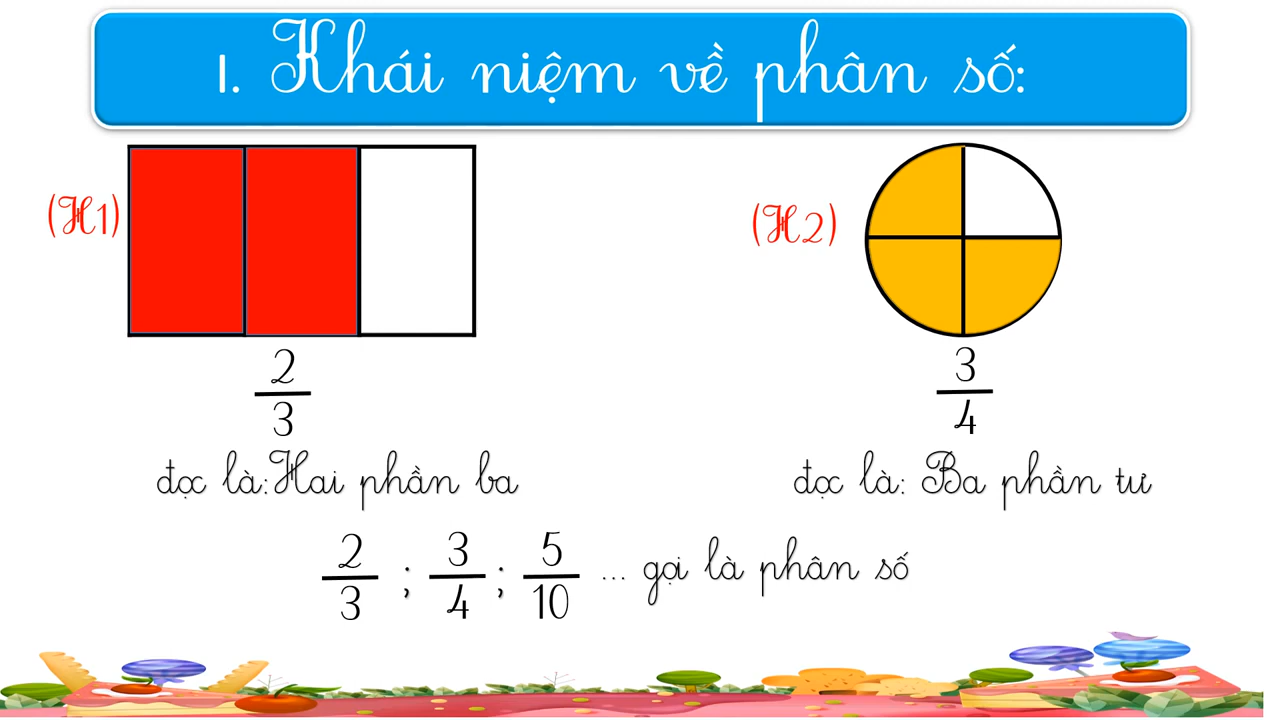 1. Khái niệm về phân số:
(H1)
(H2)
2/3
3/4
đọc là:Hai phần ba
đọc là: Ba phần tư
2/3 ; 3/4 ; 5/10 ... gọi là phân số